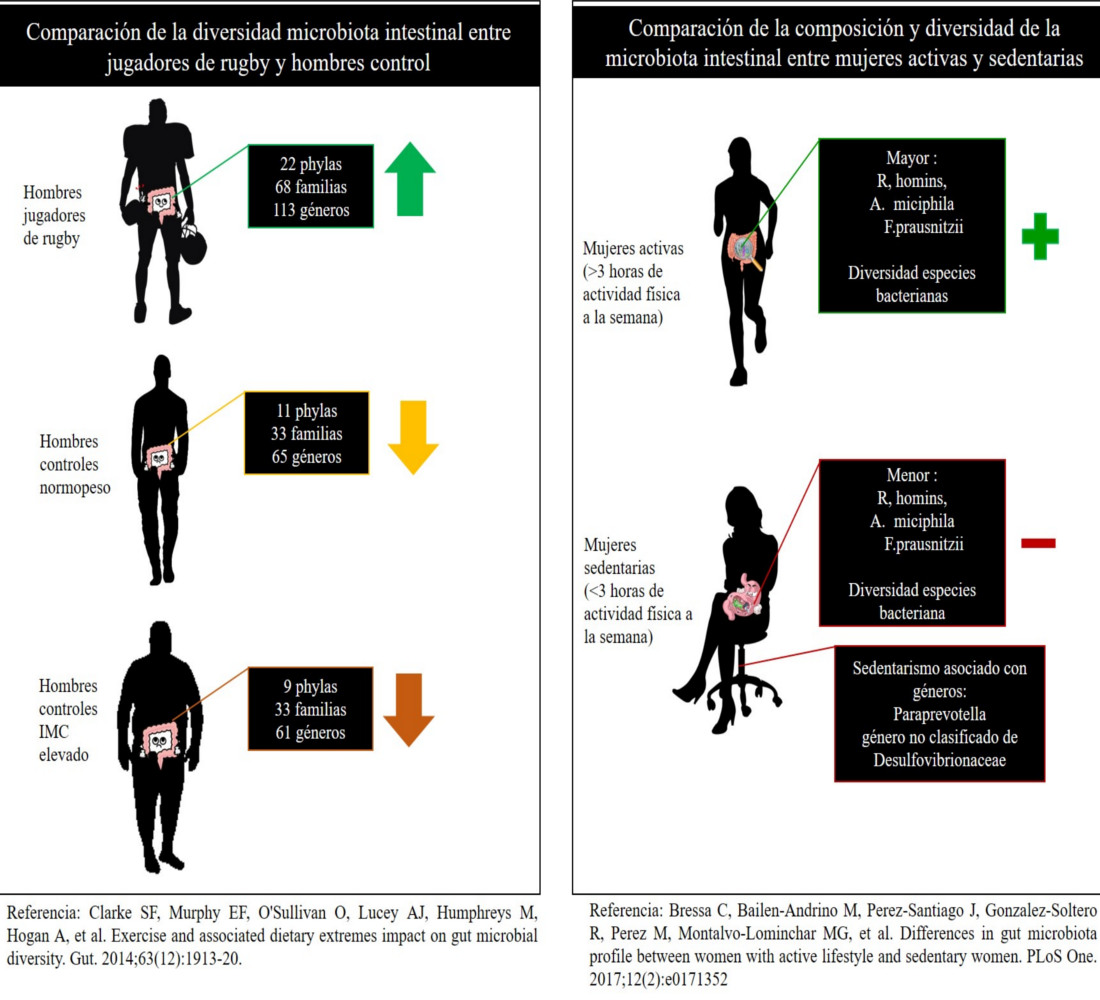 Comparación de la diversidad microbiota intestinal entre
jugadores de rugby y hombres control
Hombres
jugadores
de rugby
22 phylas
68 familias
113 géneros
Hombres
controles
normopeso
11 phylas
33 familias
65 géneros
Hombres
controles
IMC
elevado
9 phylas
33 familias
61 géneros
Referencia: Clarke SF, Murphy EF, O'Sullivan O, Lucey AJ, Humphreys M,
Hogan A, et al. Exercise and associated dietary extremes impact on gut microbial
diversity. Gut. 2014;63(12):1913-20.
Comparación de la composición y diversidad de la
microbiota intestinal entre mujeres activas y sedentarias
Mujeres activas
(>3 horas de
actividad física
a la semana)
Mayor :
R, homins,
A. miciphila
F.prausnitzii
Diversidad especies
bacterianas
Mujeres
sedentarias
(<3 horas de
actividad física a
la semana)
Menor :
R, homins,
A. miciphila
F.prausnitzii
Diversidad especies
bacteriana
Sedentarismo asociado con
géneros:
Paraprevotella
género no clasificado de
Desulfovibrionaceae
Referencia: Bressa C, Bailen-Andrino M, Perez-Santiago J, Gonzalez-Soltero
R, Perez M, Montalvo-Lominchar MG, et al. Differences in gut microbiota
profile between women with active lifestyle and sedentary women. PLoS One.
2017;12(2):e0171352